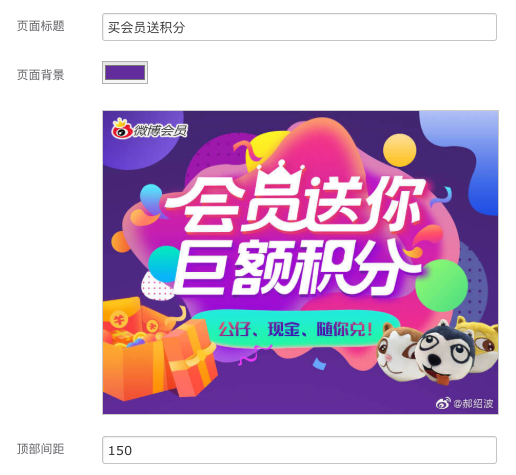 页面标题
买会员送积分
页面背景
微博会员
会员送你
巨额积分
公仔、现金、随你兑!
@郝绍波
顶部间距
150